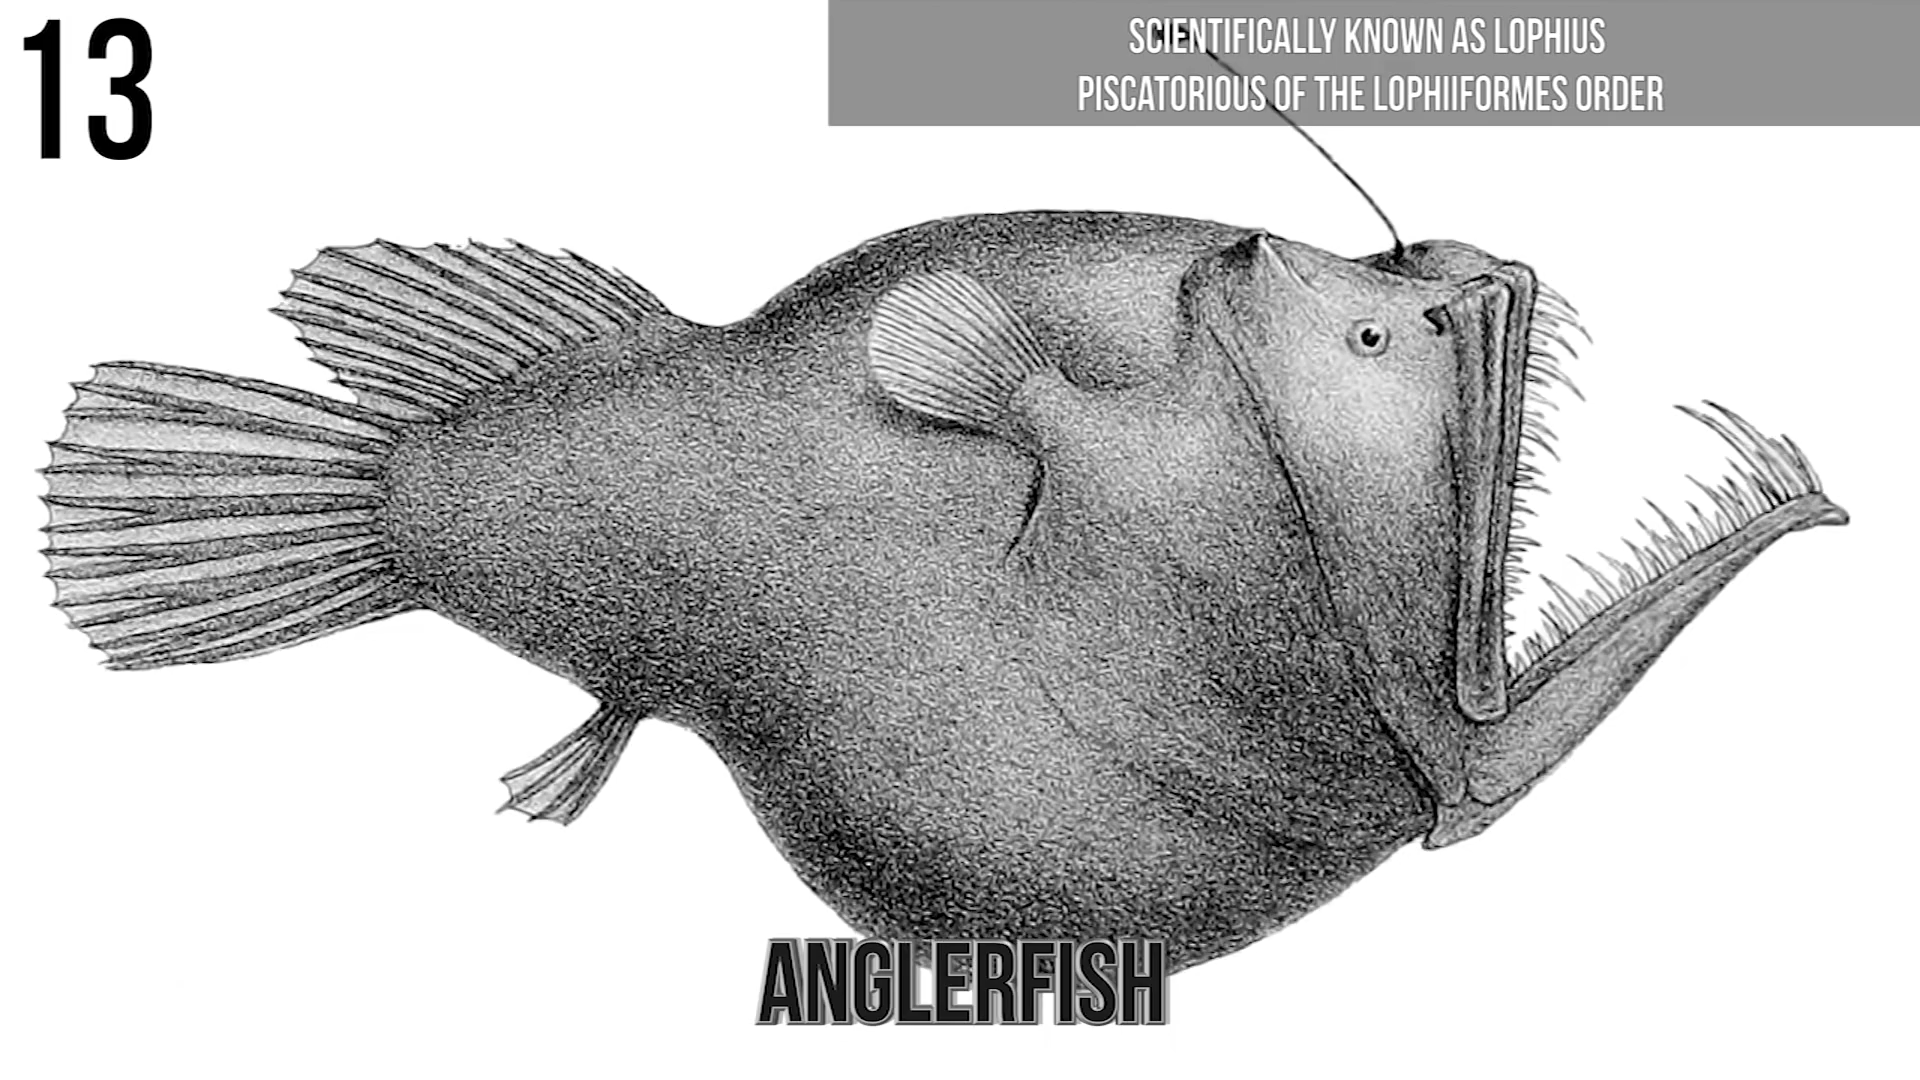 13
SCIENTIFICALLY KNOWN AS LOPHIUS
PISCATORIOUS OF THE LOPHIIFORMES ORDER
ANGLERFISH